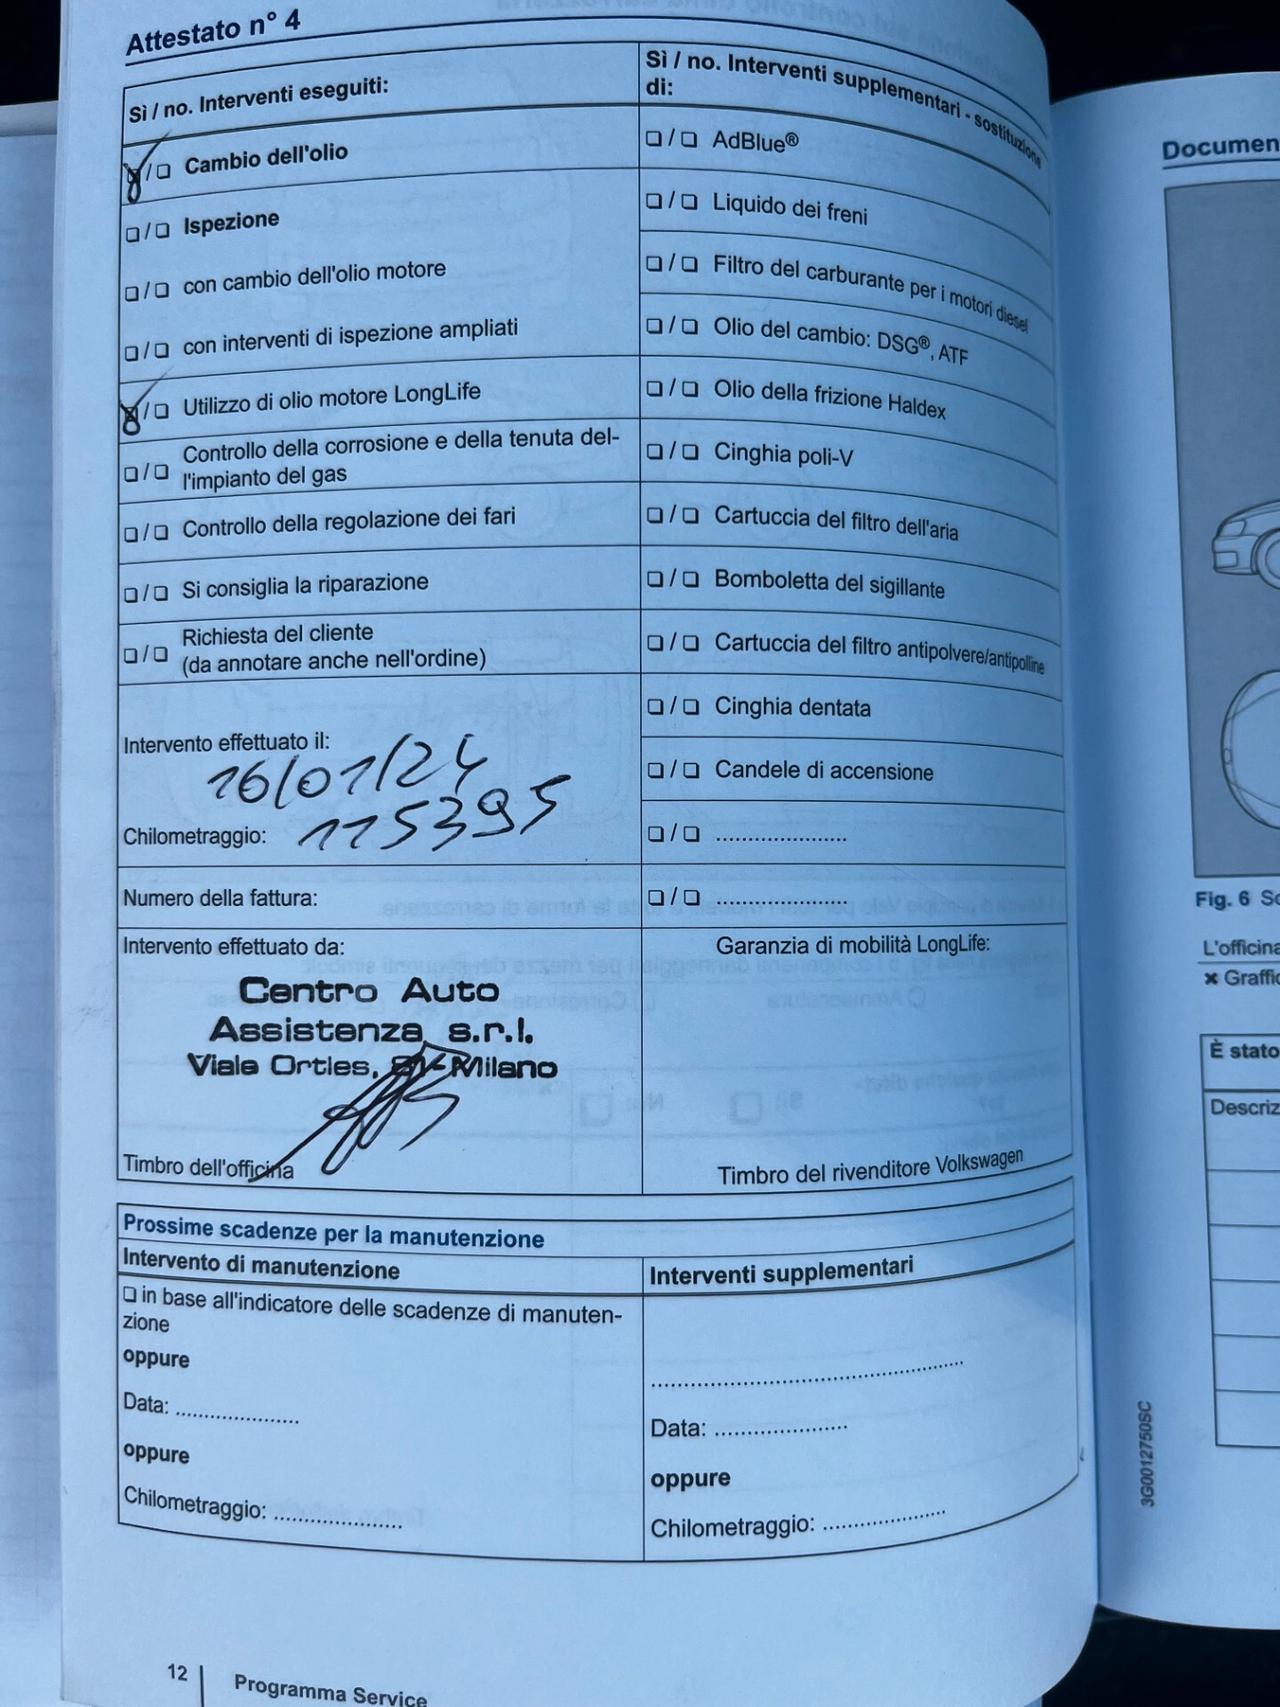 Attestato n° 4
Sì / no. Interventi eseguiti:
❏/❏ Cambio dell'olio
❏/❏ Ispezione
❏/❏ con cambio dell'olio motore
❏/❏ con interventi di ispezione ampliati
❏/❏ Utilizzo di olio motore LongLife
❏/❏ Controllo della corrosione e della tenuta del-
l'impianto del gas
❏/❏ Controllo della regolazione dei fari
❏/❏ Si consiglia la riparazione
❏/❏ Richiesta del cliente
(da annotare anche nell'ordine)
Intervento effettuato il:
16/01/24
Chilometraggio: 115395
Numero della fattura:
Intervento effettuato da:
Centro Auto
Assistenza s.r.l.
Viale Ortles, Milano
Timbro dell'officina
Sì / no. Interventi supplementari - sostituzione
di:
❏/❏ AdBlue®
❏/❏ Liquido dei freni
❏/❏ Filtro del carburante per i motori diesel
❏/❏ Olio del cambio: DSG®, ATF
❏/❏ Olio della frizione Haldex
❏/❏ Cinghia poli-V
❏/❏ Cartuccia del filtro dell'aria
❏/❏ Bomboletta del sigillante
❏/❏ Cartuccia del filtro antipolvere/antipolline
❏/❏ Cinghia dentata
❏/❏ Candele di accensione
❏/❏ ....................
❏/❏ ....................
Garanzia di mobilità LongLife:
Timbro del rivenditore Volkswagen
Prossime scadenze per la manutenzione
Intervento di manutenzione
❏ in base all'indicatore delle scadenze di manuten-
zione
oppure
Data: ....................
oppure
Chilometraggio: ....................
Interventi supplementari
................................................
Data: ....................
oppure
Chilometraggio: ....................
12
Programma Service
Documen
Fig. 6 Sc
L'officina
✖ Graffic
È stato
Descriz
3G0012750SC